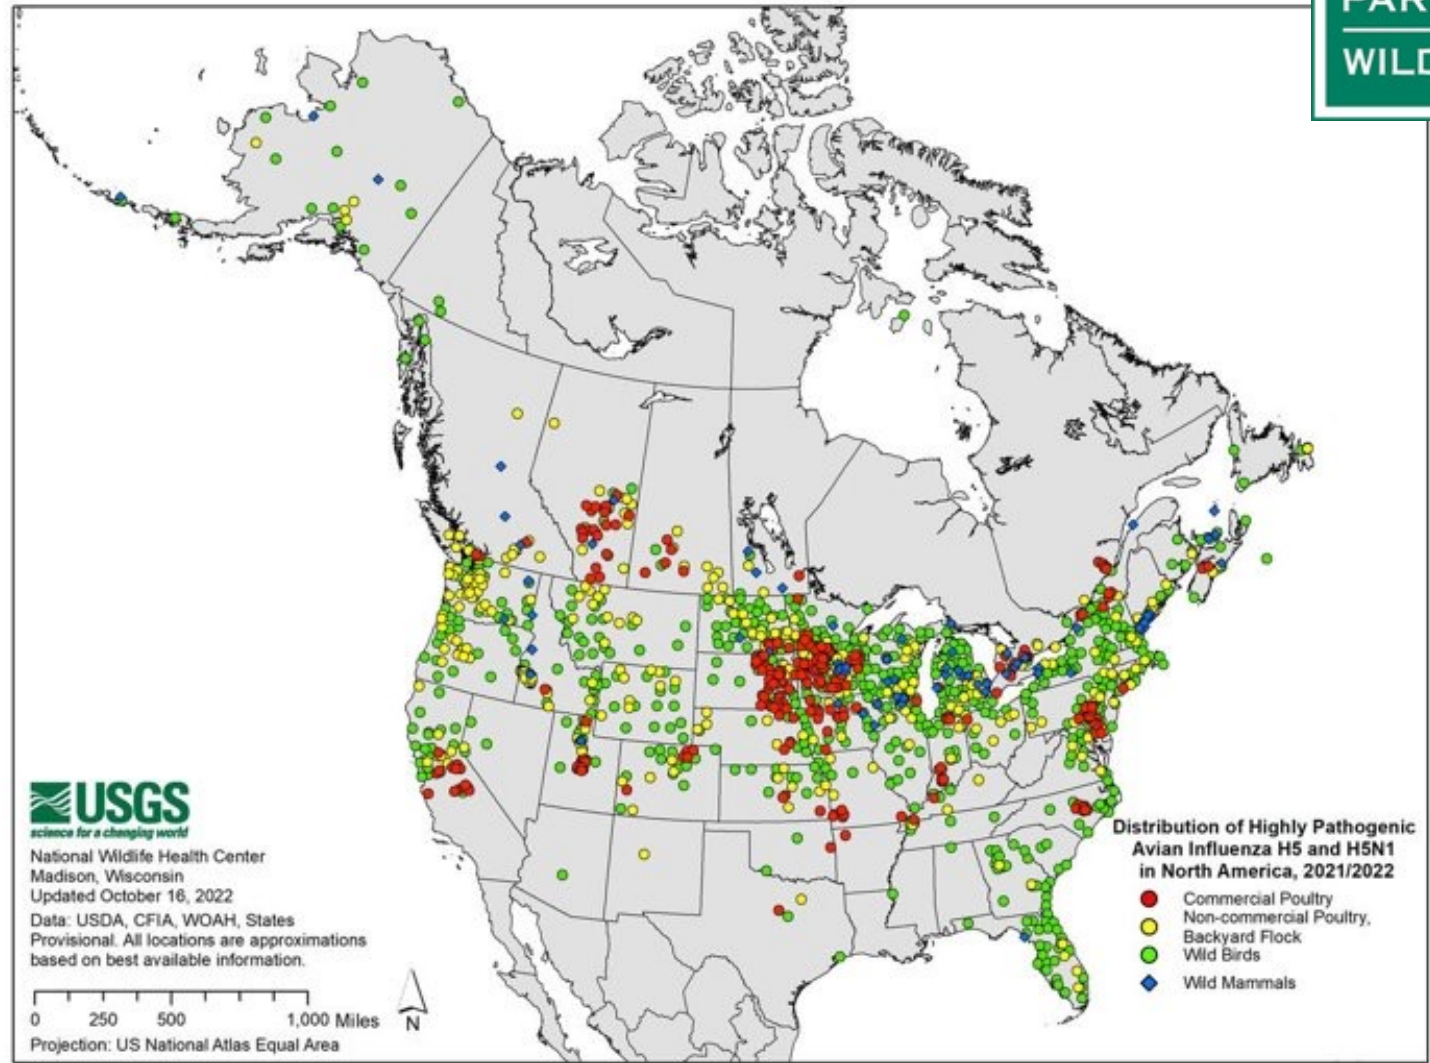 PAR
WILD
USGS
science for a changing world
National Wildlife Health Center
Madison, Wisconsin
Updated October 16, 2022
Data: USDA, CFIA, WOAH, States
Provisional. All locations are approximations
based on best available information.
0 250 500 1,000 Miles
N
Projection: US National Atlas Equal Area
Distribution of Highly Pathogenic
Avian Influenza H5 and H5N1
in North America, 2021/2022
Commercial Poultry
Non-commercial Poultry,
Backyard Flock
Wild Birds
Wild Mammals